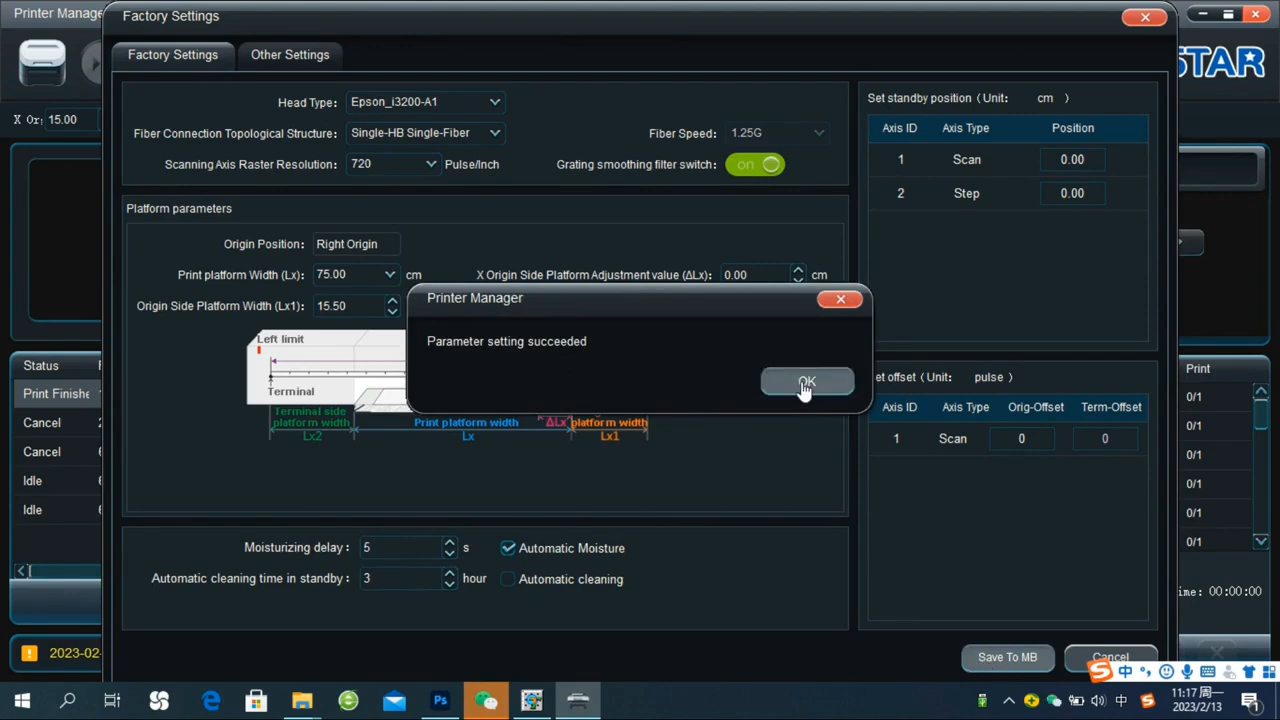 Printer Manager
Factory Settings
STAR
Factory Settings
Other Settings
X Or: 15.00
Head Type: Epson_i3200-A1
Fiber Connection Topological Structure: Single-HB Single-Fiber
Fiber Speed: 1.25G
Scanning Axis Raster Resolution: 720 Pulse/Inch
Grating smoothing filter switch: on
Set standby position (Unit: cm )
Axis ID Axis Type Position
1 Scan 0.00
2 Step 0.00
Platform parameters
Origin Position: Right Origin
Print platform Width (Lx): 75.00 cm
X Origin Side Platform Adjustment value (ΔLx): 0.00 cm
Origin Side Platform Width (Lx1): 15.50
Printer Manager
Parameter setting succeeded
OK
Left limit
Terminal
Terminal side platform width Lx2
Print platform width Lx
ΔLx
platform width Lx1
et offset (Unit: pulse )
Axis ID Axis Type Orig-Offset Term-Offset
1 Scan 0 0
Status
Print Finishe
Cancel
Cancel
Idle
Idle
Print
0/1
0/1
0/1
0/1
0/1
0/1
Moisturizing delay: 5 s
Automatic Moisture
Automatic cleaning time in standby: 3 hour
Automatic cleaning
ime: 00:00:00
2023-02-
Save To MB
Cancel
中
Ps
中
11:17 周一
2023/2/13